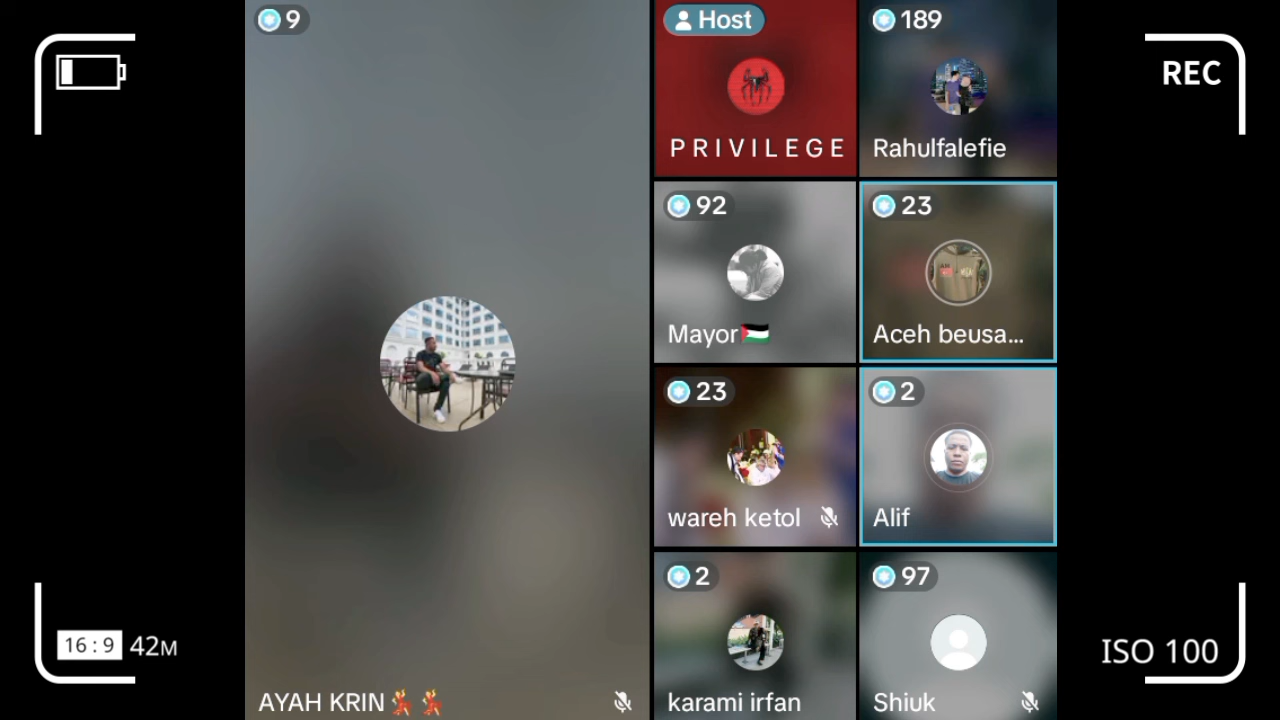 9
Host
189
REC
PRIVILEGE
Rahulfalefie
92
23
Mayor🇵🇸
Aceh beusa...
23
2
wareh ketol
Alif
2
97
16:9 42M
ISO 100
AYAH KRIN💃💃
karami irfan
Shiuk